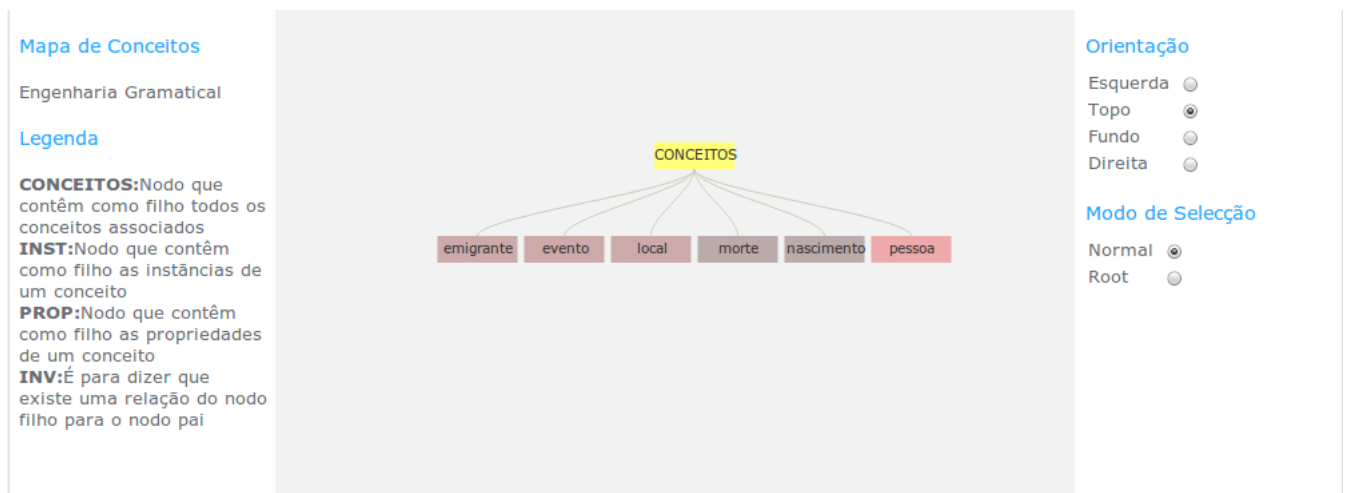 Mapa de Conceitos
Engenharia Gramatical
Legenda
CONCEITOS:Nodo que
contêm como filho todos os
conceitos associados
INST:Nodo que contêm
como filho as instãncias de
um conceito
PROP:Nodo que contêm
como filho as propriedades
de um conceito
INV:É para dizer que
existe uma relação do nodo
filho para o nodo pai
CONCEITOS
emigrante evento local morte nascimento pessoa
Orientação
Esquerda
Topo
Fundo
Direita
Modo de Selecção
Normal
Root